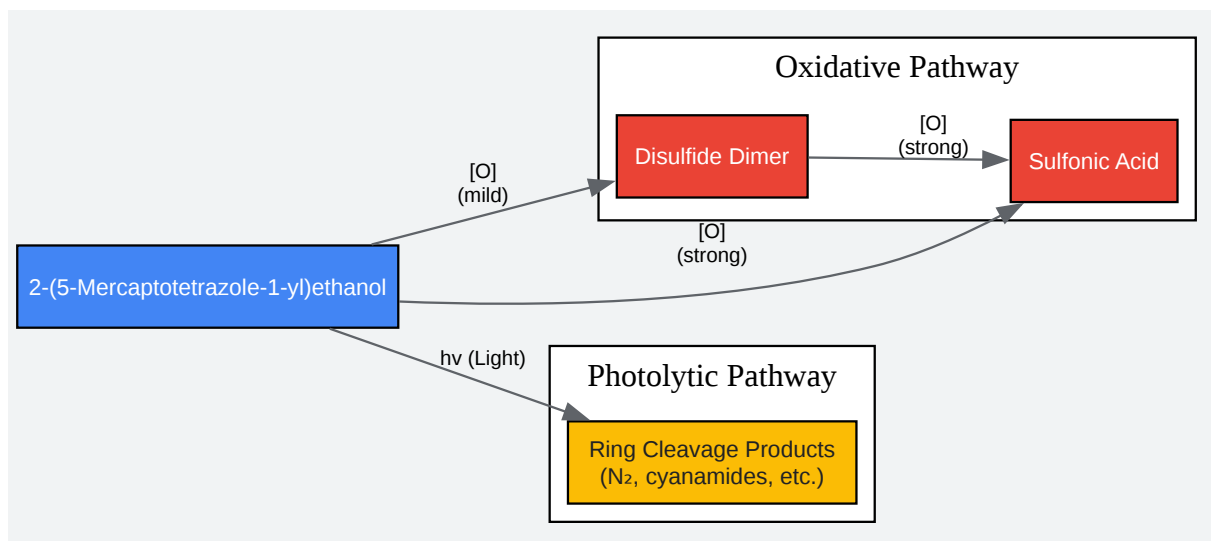 Oxidative Pathway
[O]
(strong)
Disulfide Dimer
Sulfonic Acid
[O]
(mild)
[O]
(strong)
2-(5-Mercaptotetrazole-1-yl)ethanol
hv (Light)
Photolytic Pathway
Ring Cleavage Products
(N₂, cyanamides, etc.)